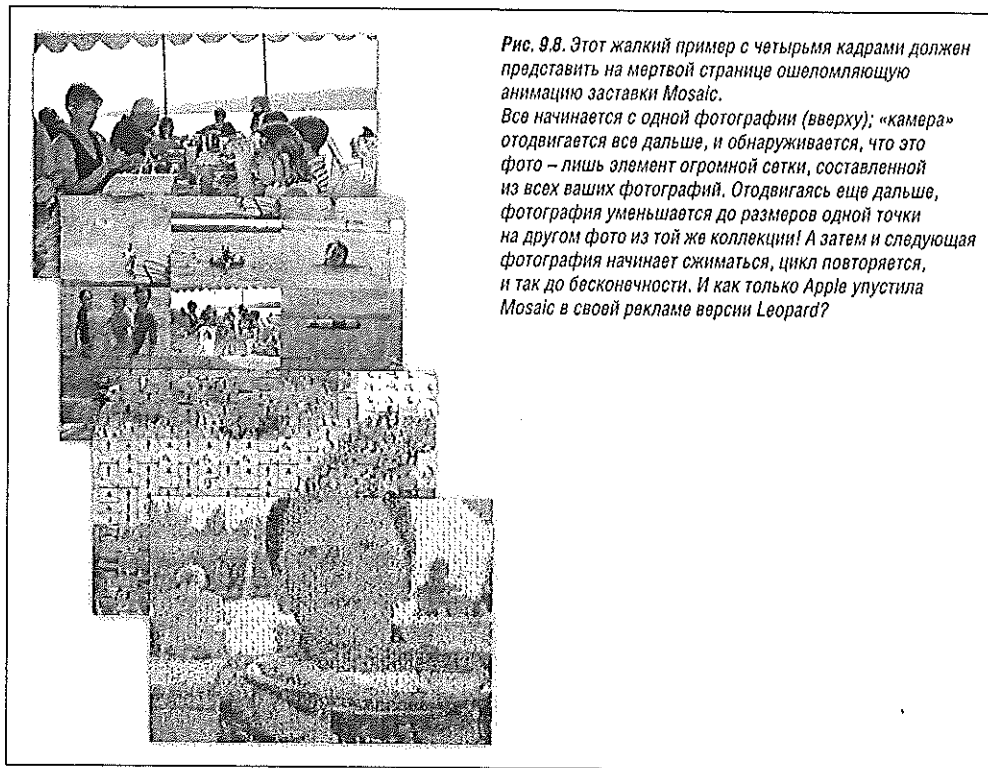 Рис. 9.8. Этот жалкий пример с четырьмя кадрами должен
представить на мертвой странице ошеломляющую
анимацию заставки Mosaic.
Все начинается с одной фотографии (вверху); «камера»
отодвигается все дальше, и обнаруживается, что это
фото – лишь элемент огромной сетки, составленной
из всех ваших фотографий. Отодвигаясь еще дальше,
фотография уменьшается до размеров одной точки
на другом фото из той же коллекции! А затем и следующая
фотография начинает сжиматься, цикл повторяется,
и так до бесконечности. И как только Apple упустила
Mosaic в своей рекламе версии Leopard?